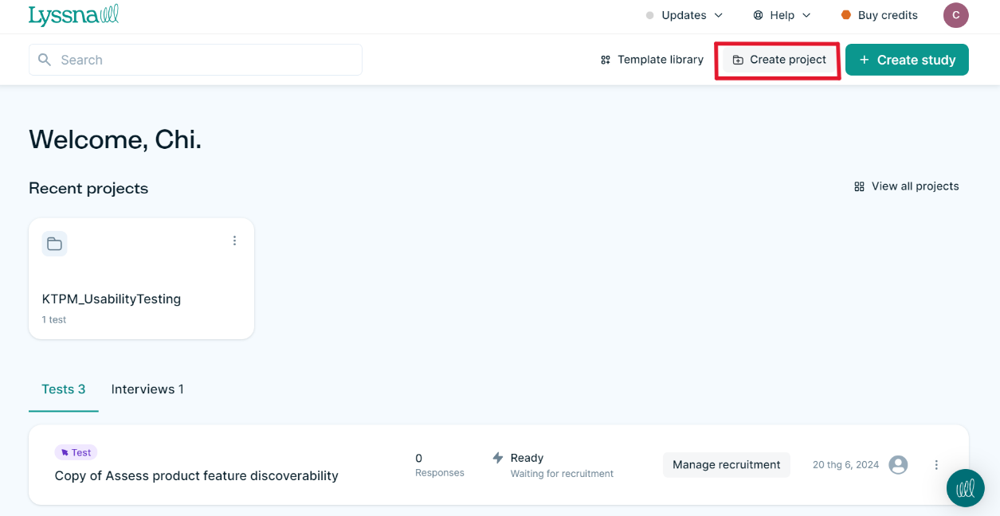 Lyssna
Updates
Help
Buy credits
C
Search
Template library
Create project
+ Create study
Welcome, Chi.
Recent projects
View all projects
KTPM_UsabilityTesting
1 test
Tests 3
Interviews 1
Test
Copy of Assess product feature discoverability
0
Responses
Ready
Waiting for recruitment
Manage recruitment
20 thg 6, 2024